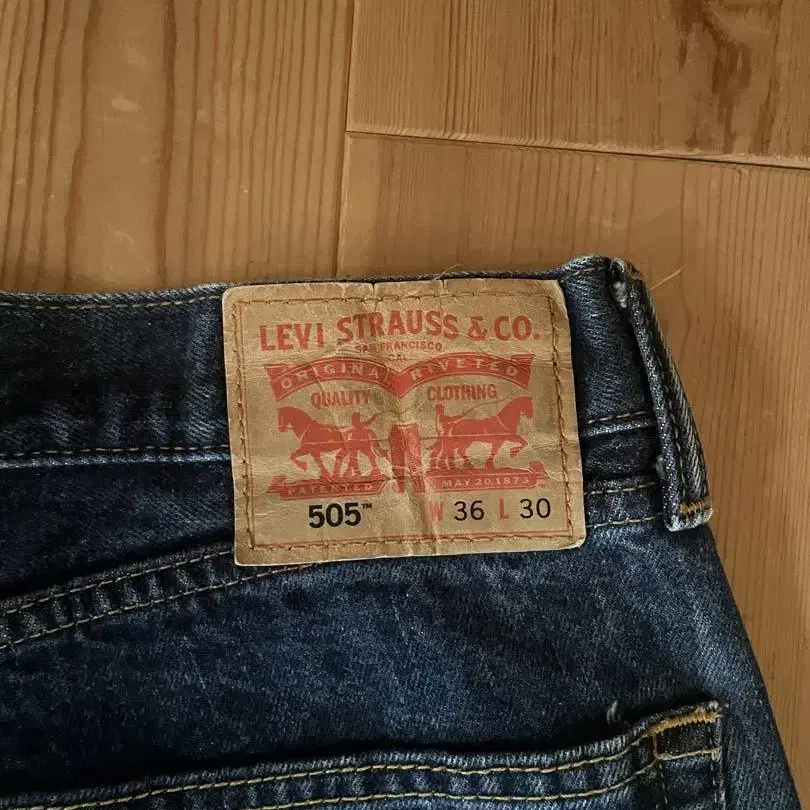 LEVI STRAUSS & CO.
SAN FRANCISCO
CAL
ORIGINAL RIVETED
QUALITY CLOTHING
PATENTED MAY 20 1873
505™ W 36 L 30